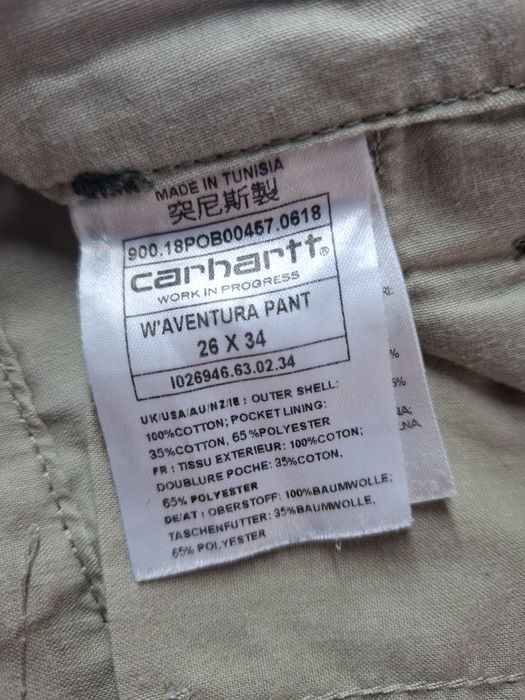 MADE IN TUNISIA
突尼斯製
900.18POB00457.0618
carhartt®
WORK IN PROGRESS
W'AVENTURA PANT
26 X 34
I026946.63.02.34
UK/USA/AU/NZ/IE : OUTER SHELL:
100%COTTON; POCKET LINING:
35%COTTON, 65%POLYESTER
FR : TISSU EXTERIEUR: 100%COTON;
DOUBLURE POCHE: 35%COTON,
65% POLYESTER
DE/AT : OBERSTOFF: 100%BAUMWOLLE;
TASCHENFUTTER: 35%BAUMWOLLE,
65% POLYESTER